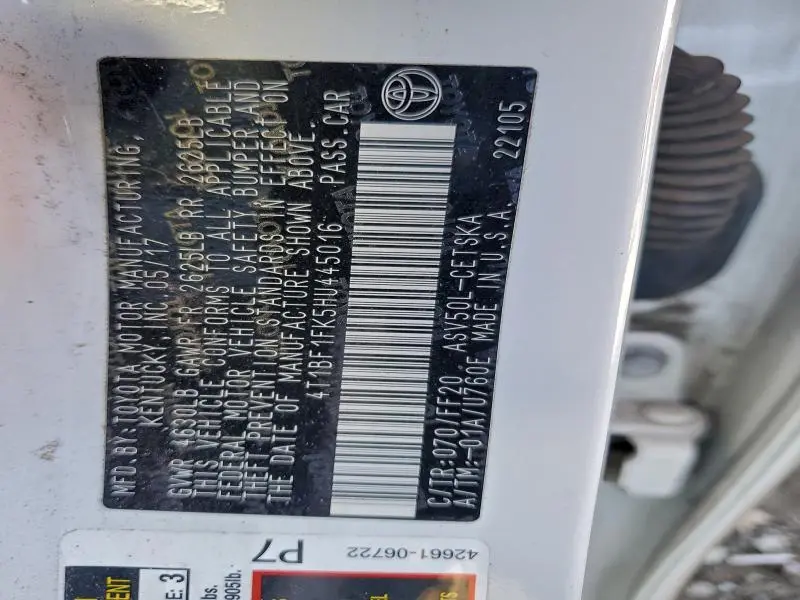 MFD. BY: TOYOTA MOTOR MANUFACTURING,
KENTUCKY, INC. 05/17
GVWR 4630LB GAWR FR 2625LB RR 2625LB
THIS VEHICLE CONFORMS TO ALL APPLICABLE
FEDERAL MOTOR VEHICLE SAFETY BUMPER AND
THEFT PREVENTION STANDARDS IN EFFECT ON
THE DATE OF MANUFACTURE SHOWN ABOVE.
4T1BF1FK5HU445016 PASS. CAR
C/TR: 070/FF20 ASV50L-CETSKA
A/TM: -01A/U760E MADE IN U.S.A. 22105
E: 3
905lb.
P7
42661-06722